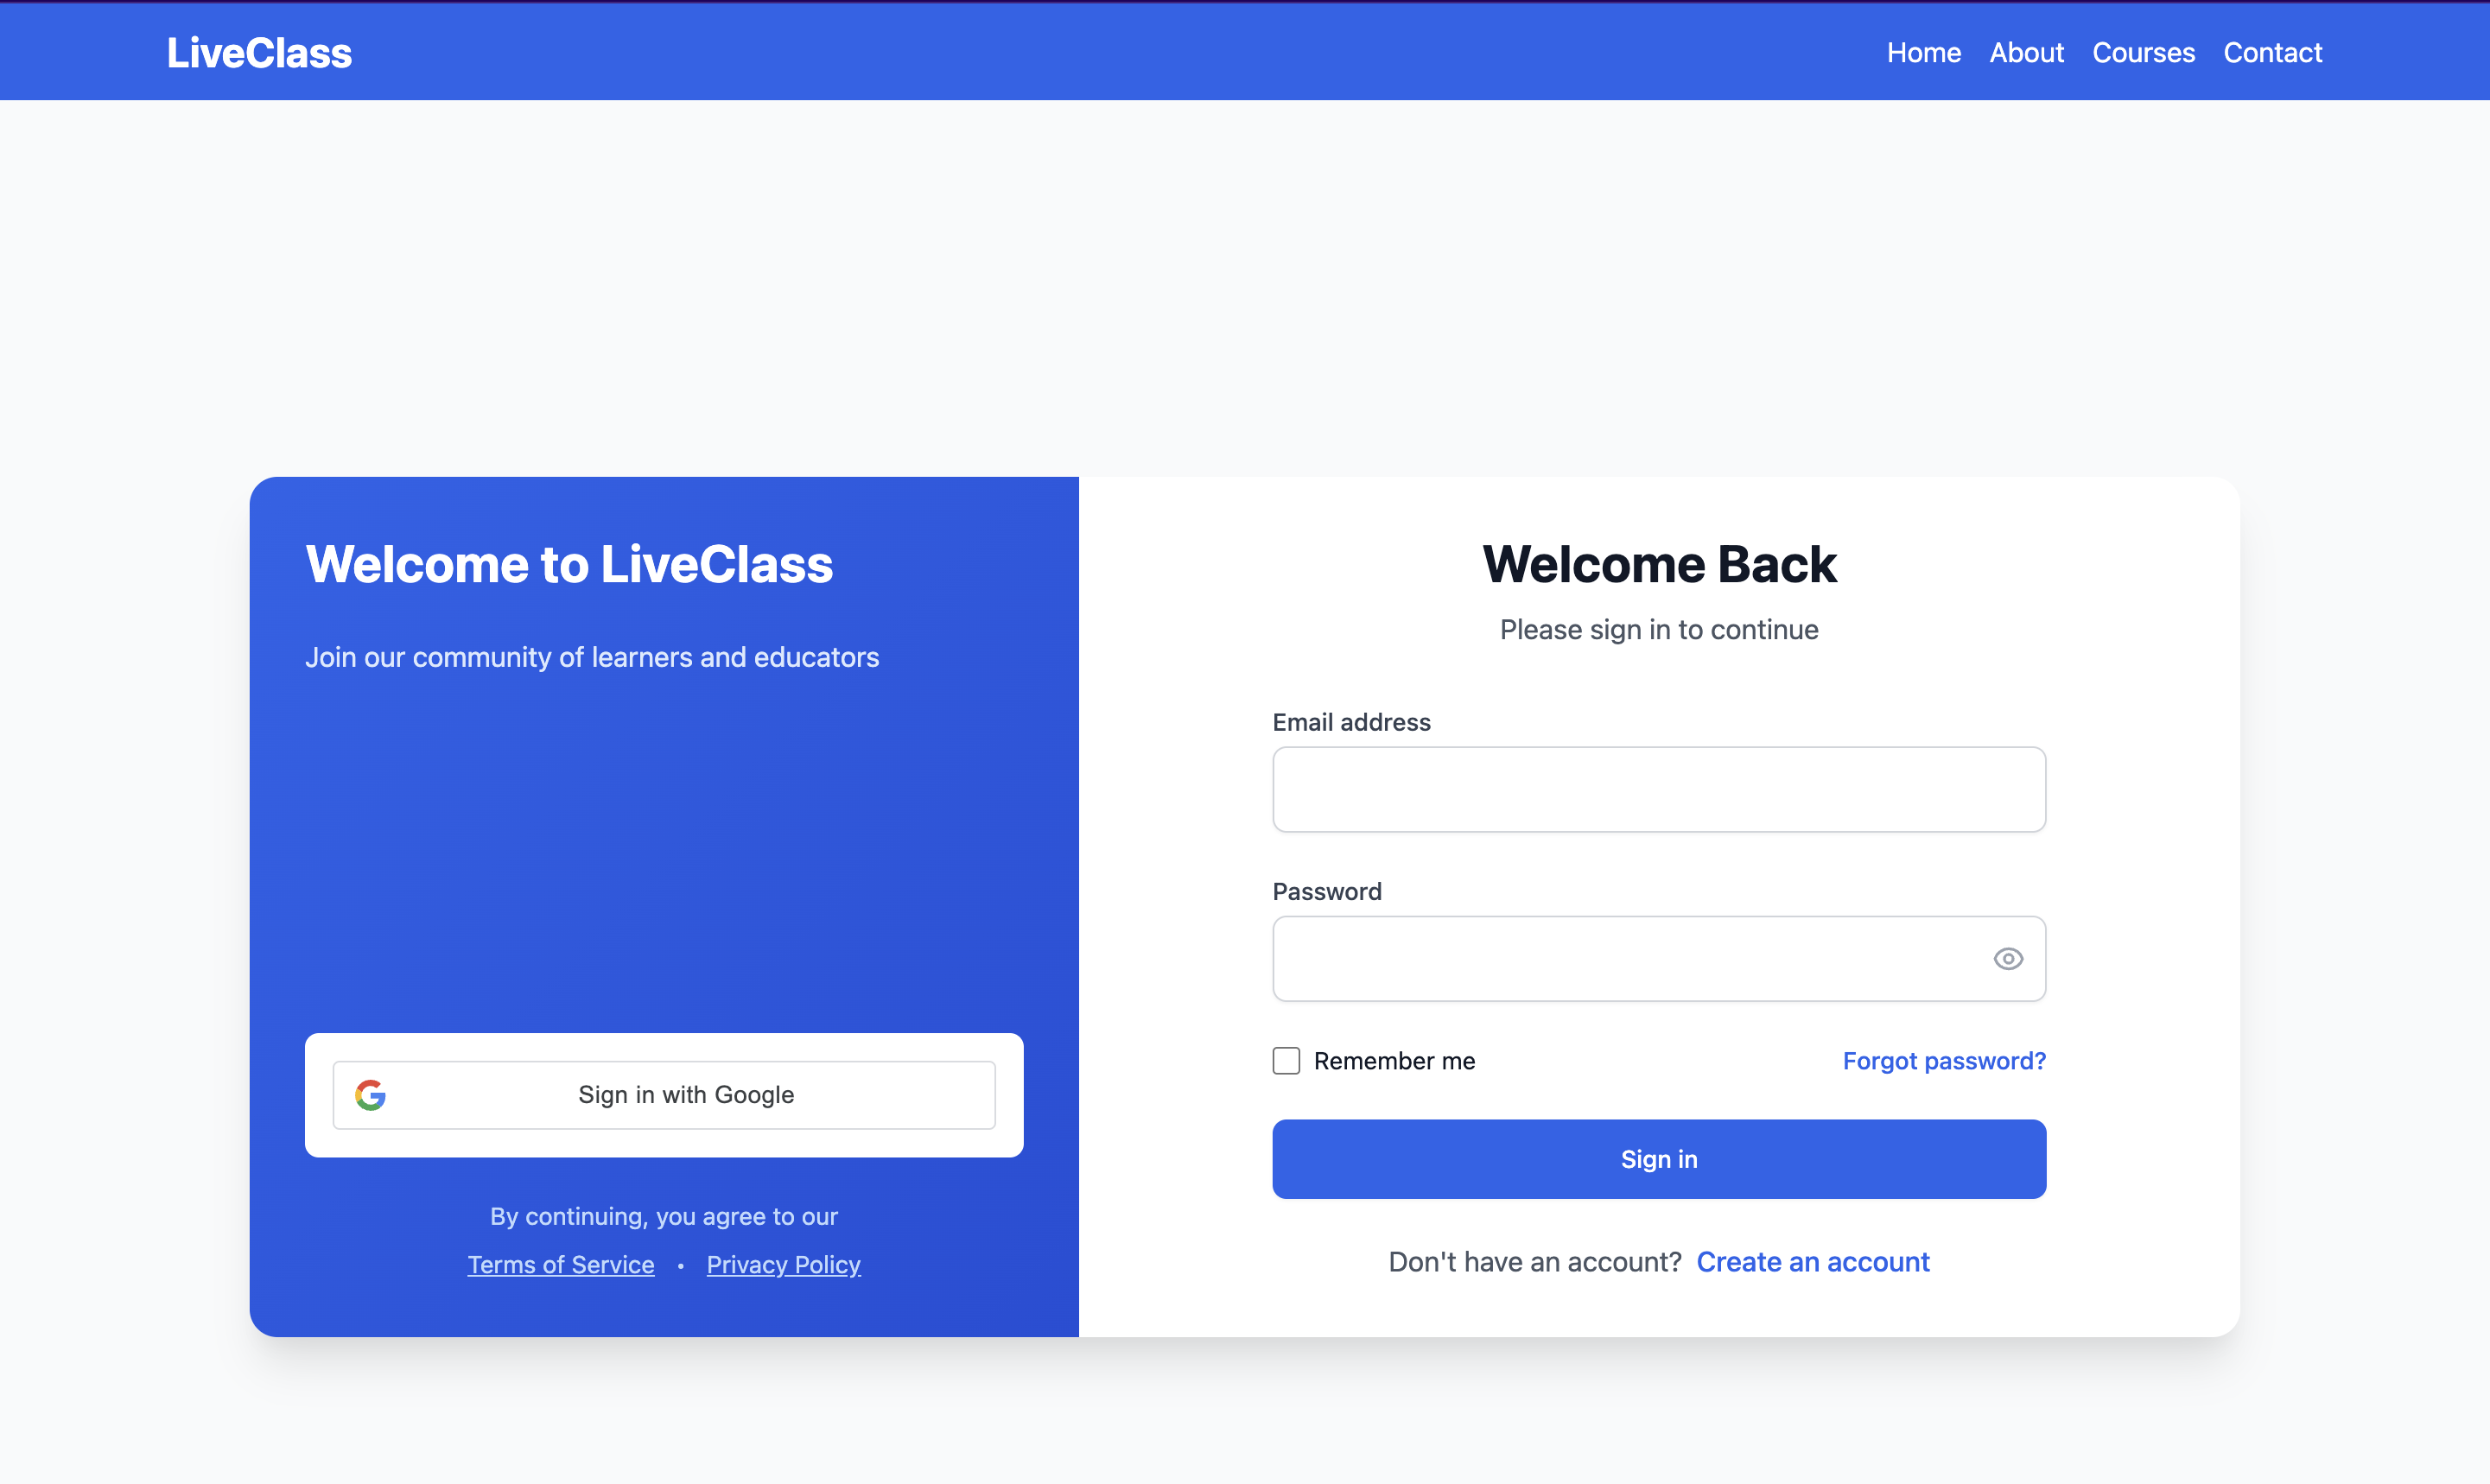 LiveClass
Home About Courses Contact
Welcome to LiveClass
Join our community of learners and educators
Sign in with Google
By continuing, you agree to our
Terms of Service • Privacy Policy
Welcome Back
Please sign in to continue
Email address
Password
Remember me Forgot password?
Sign in
Don't have an account? Create an account